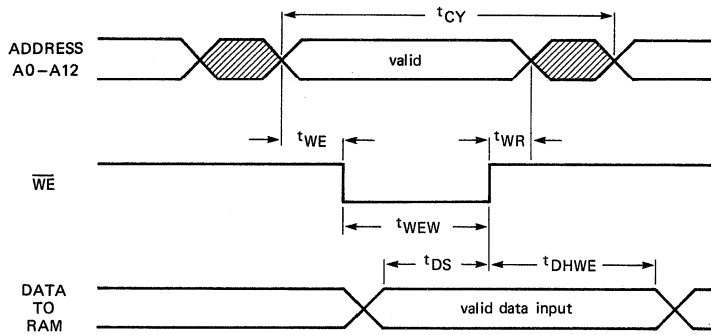 tCY
ADDRESS
A0–A12
valid
tWE
tWR
WE
tWEW
tDS
tDHWE
DATA
TO
RAM
valid data input